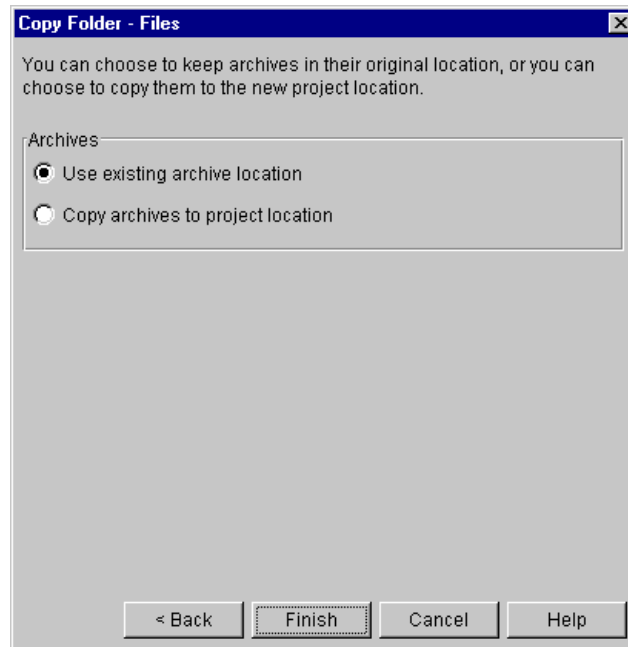 Copy Folder - Files
You can choose to keep archives in their original location, or you can
choose to copy them to the new project location.
Archives
Use existing archive location
Copy archives to project location
< Back Finish Cancel Help